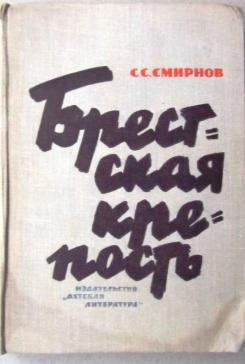 С.С.СМИРНОВ
Брест=
ская
кре=
пость
ИЗДАТЕЛЬСТВО
„ДЕТСКАЯ
ЛИТЕРАТУРА"